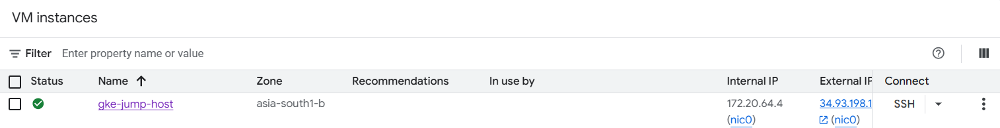 VM instances
Filter Enter property name or value
Status Name Zone Recommendations In use by Internal IP External IP Connect
gke-jump-host asia-south1-b 172.20.64.4 34.93.198.1 SSH
(nic0) (nic0)